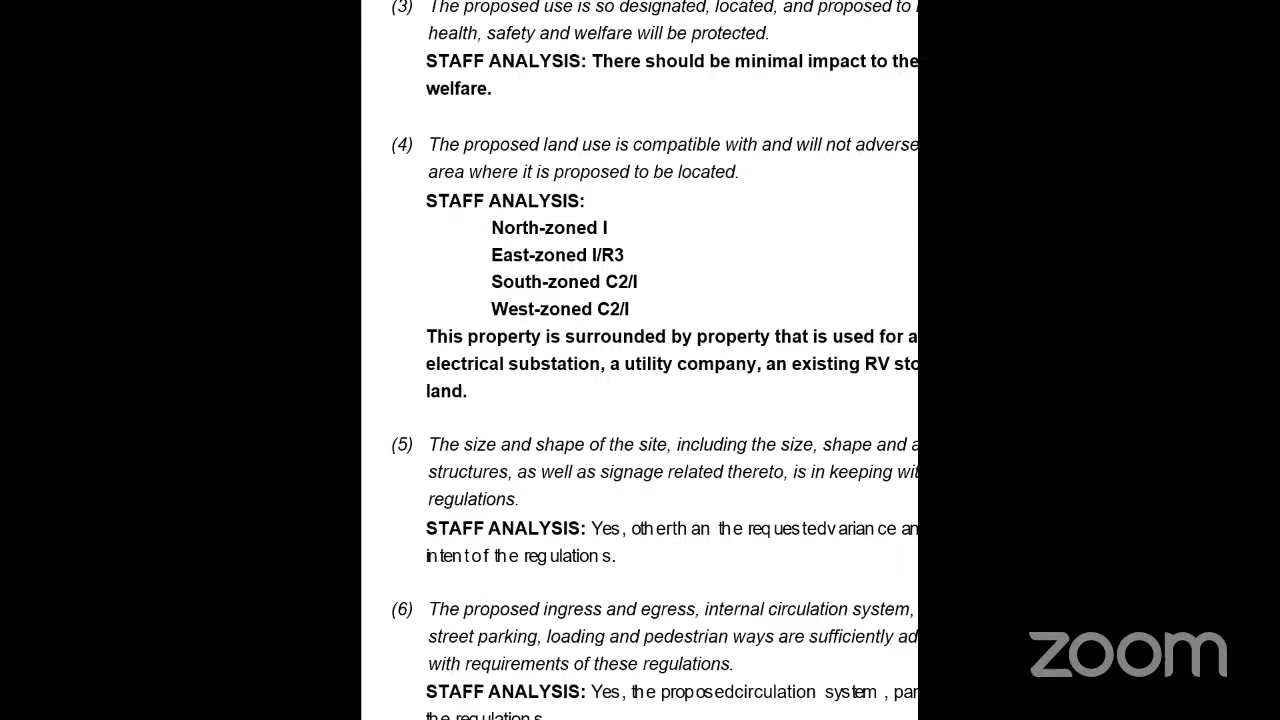 (3) The proposed use is so designated, located, and proposed to
health, safety and welfare will be protected.
STAFF ANALYSIS: There should be minimal impact to the
welfare.
(4) The proposed land use is compatible with and will not adverse
area where it is proposed to be located.
STAFF ANALYSIS:
North-zoned I
East-zoned I/R3
South-zoned C2/I
West-zoned C2/I
This property is surrounded by property that is used for a
electrical substation, a utility company, an existing RV sto
land.
(5) The size and shape of the site, including the size, shape and a
structures, as well as signage related thereto, is in keeping wit
regulations.
STAFF ANALYSIS: Yes, other than the requested variance an
intent of the regulations.
(6) The proposed ingress and egress, internal circulation system,
street parking, loading and pedestrian ways are sufficiently ad
with requirements of these regulations.
STAFF ANALYSIS: Yes, the proposed circulation system, par
the regulations
zoom